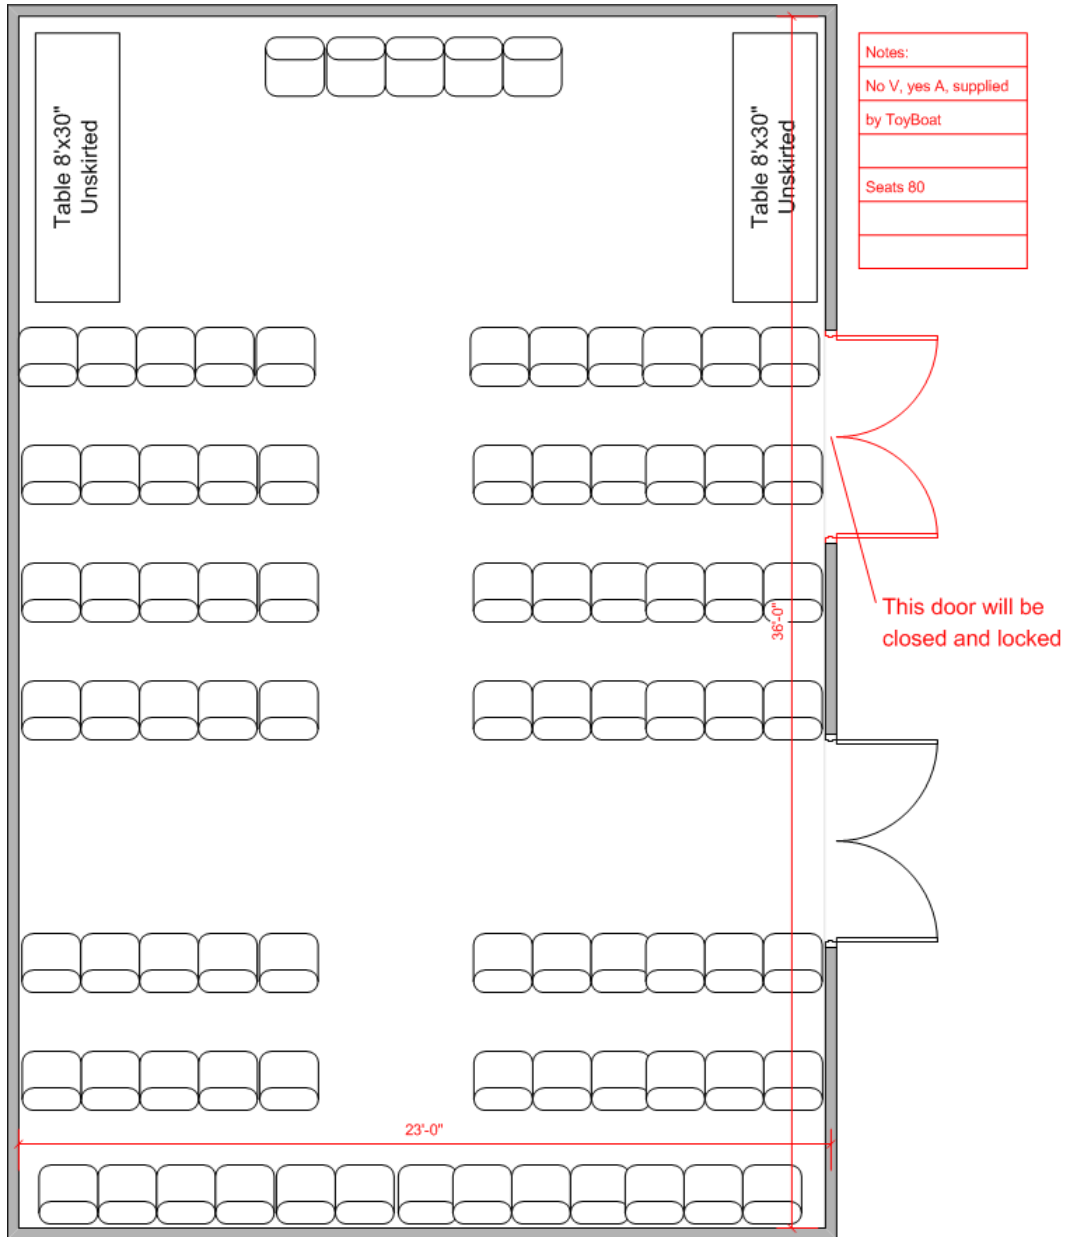 Table 8'x30"
Unskirted
Table 8'x30"
Unskirted
Notes:
No V, yes A, supplied
by ToyBoat
Seats 80
This door will be
closed and locked
36'-0"
23'-0"